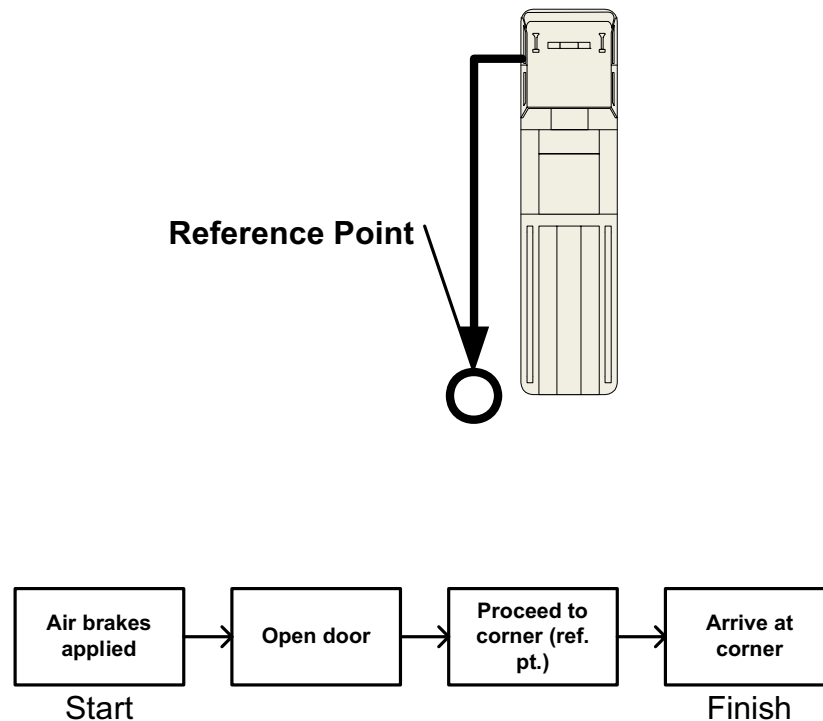 Reference Point
Air brakes
applied
Open door
Proceed to
corner (ref.
pt.)
Arrive at
corner
Start
Finish